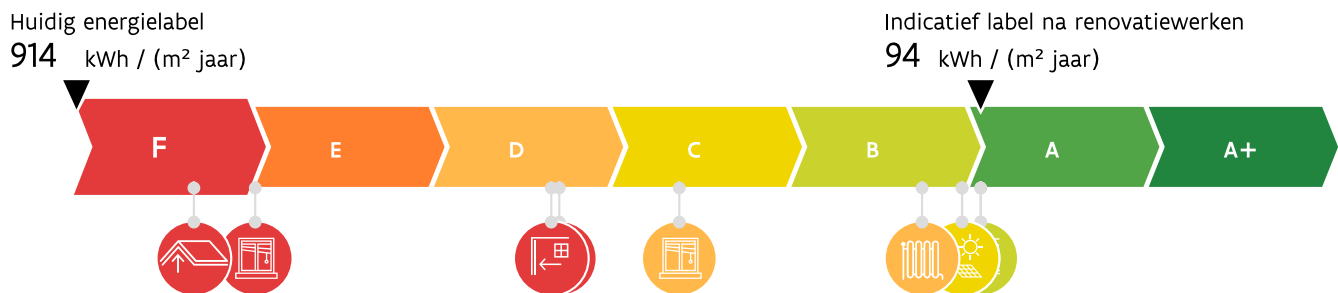 Huidig energielabel
914 kWh / (m² jaar)
Indicatief label na renovatiewerken
94 kWh / (m² jaar)
F E D C B A A+